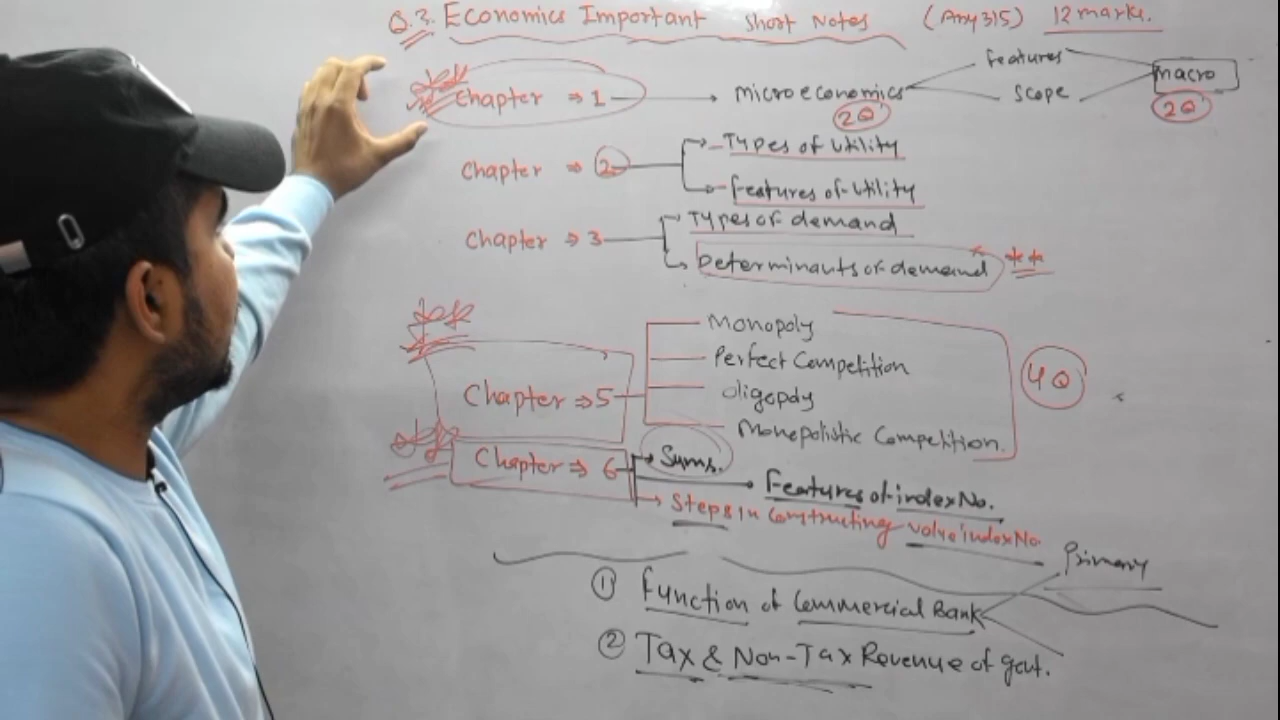 Q.3. Economics Important Short Notes (Any 3/5) 12 marks.
Chapter ⇒ 1 → microeconomics features scope macro
2Q 2Q
Chapter ⇒ 2 - Types of Utility
- features of Utility
Chapter ⇒ 3 Types of demand
Determinants of demand **
Chapter ⇒ 5 Monopoly
Perfect Competition
Oligopoly
Monopolistic Competition.
4Q
Chapter ⇒ 6 → Sums.
→ Features of index No.
→ Steps in Constructing value index No.
① Function of Commercial Bank Primary
② Tax & Non-Tax Revenue of govt.